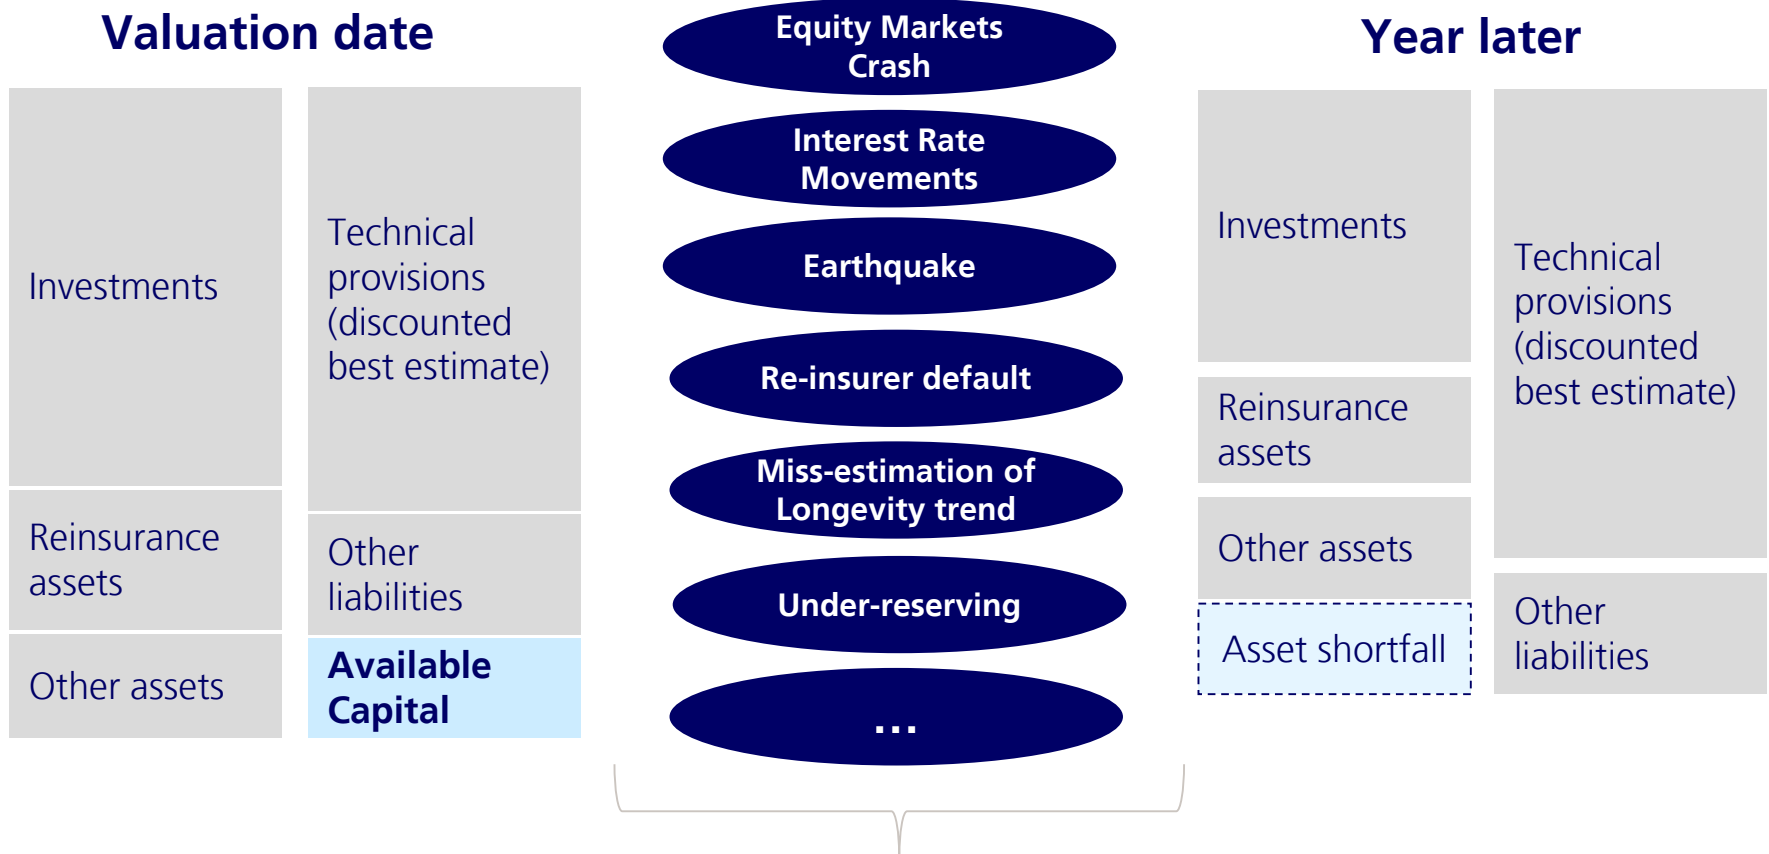 Valuation date
Investments
Reinsurance
assets
Other assets
Technical
provisions
(discounted
best estimate)
Other
liabilities
Available
Capital
Equity Markets
Crash
Interest Rate
Movements
Earthquake
Re-insurer default
Miss-estimation of
Longevity trend
Under-reserving
...
Year later
Investments
Reinsurance
assets
Other assets
Asset shortfall
Technical
provisions
(discounted
best estimate)
Other
liabilities